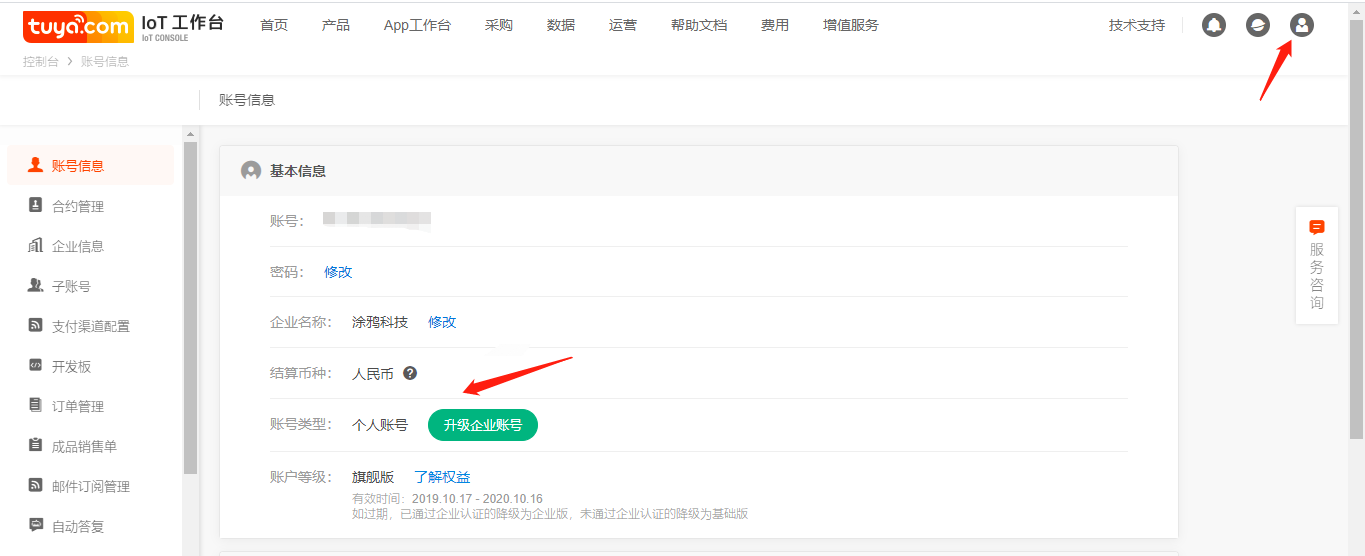 tuya.com IoT 工作台 首页 产品 App工作台 采购 数据 运营 帮助文档 费用 增值服务 技术支持
IoT CONSOLE
控制台 > 账号信息
账号信息
账号信息
合约管理
企业信息
子账号
支付渠道配置
开发板
订单管理
成品销售单
邮件订阅管理
自动答复
基本信息
账号:
密码: 修改
企业名称: 涂鸦科技 修改
结算币种: 人民币 ?
账号类型: 个人账号 升级企业账号
账户等级: 旗舰版 了解权益
有效时间: 2019.10.17 - 2020.10.16
如过期，已通过企业认证的降级为企业版，未通过企业认证的降级为基础版
服
务
咨
询